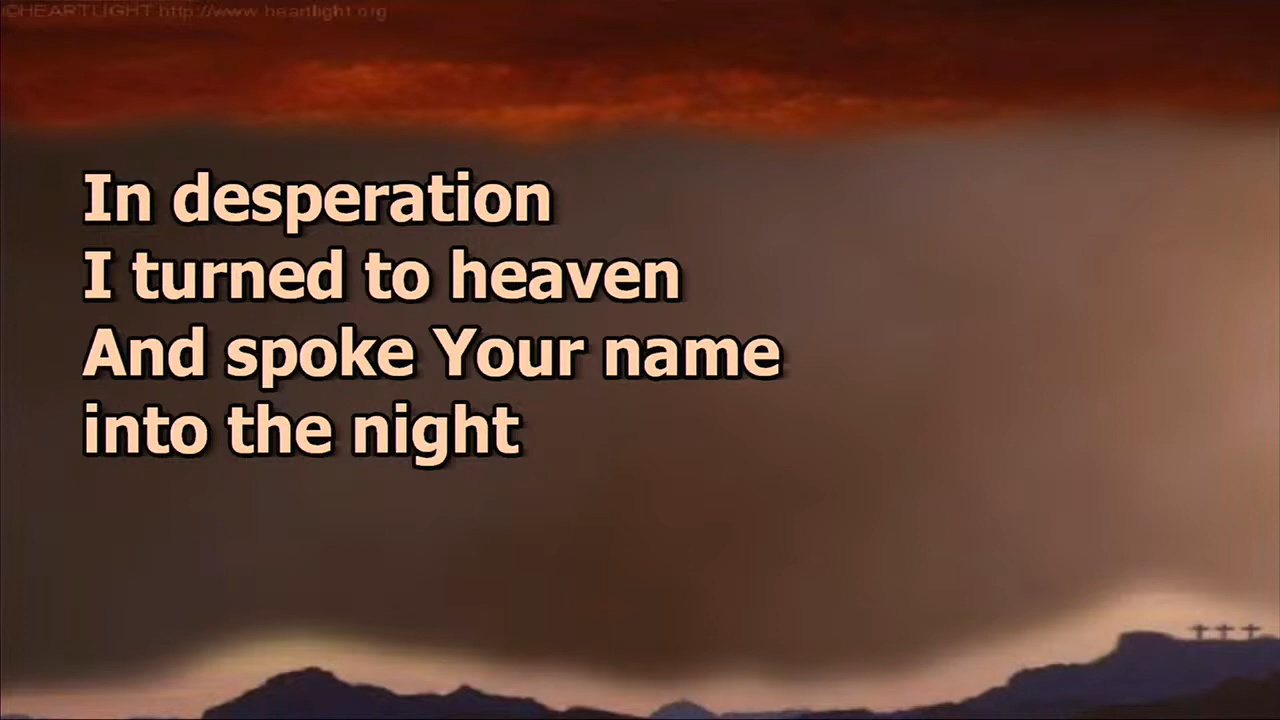 ©HEARTLIGHT http://www.heartlight.org
In desperation
I turned to heaven
And spoke Your name
into the night